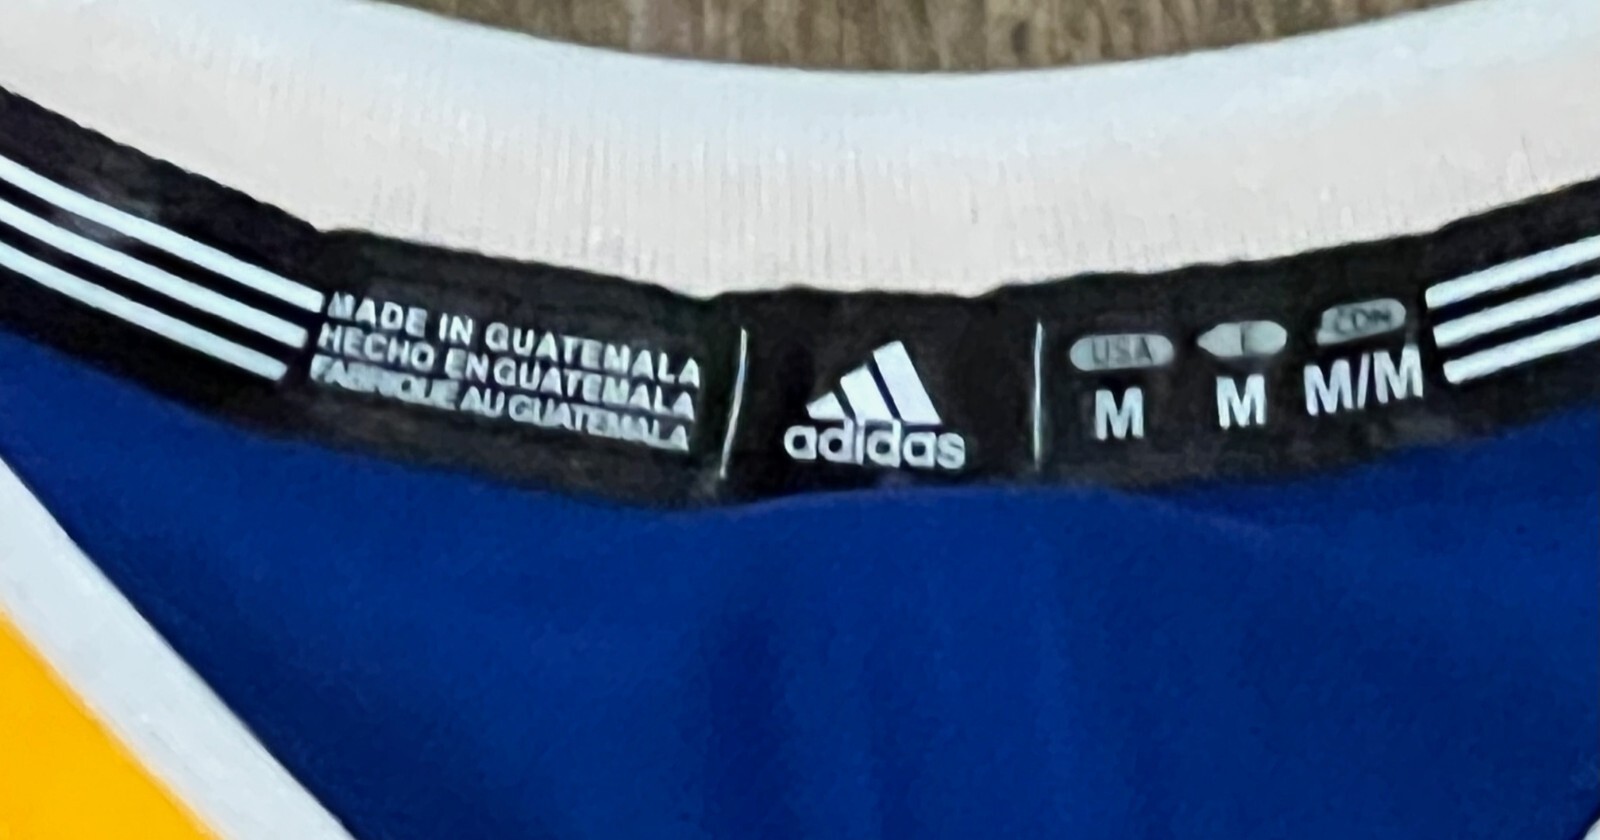 MADE IN GUATEMALA
HECHO EN GUATEMALA
FABRIQUE AU GUATEMALA
adidas
USA
M
M
CDN
M/M